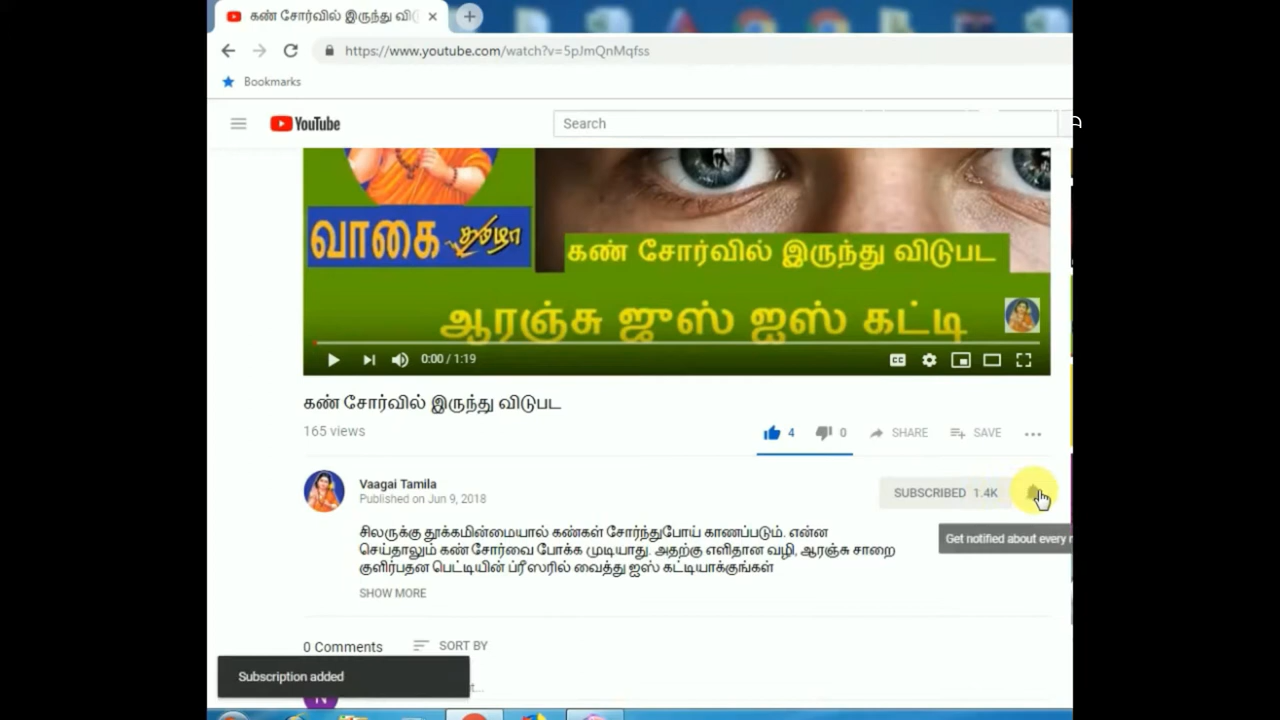 கண் சோர்வில் இருந்து விடு
https://www.youtube.com/watch?v=5pJmQnMqfss
Bookmarks
YouTube
Search
வாகை தமிழா
கண் சோர்வில் இருந்து விடுபட
ஆரஞ்சு ஜுஸ் ஐஸ் கட்டி
0:00 / 1:19
CC
கண் சோர்வில் இருந்து விடுபட
165 views
4 0 SHARE SAVE
Vaagai Tamila
Published on Jun 9, 2018
SUBSCRIBED 1.4K
Get notified about every
சிலருக்கு தூக்கமின்மையால் கண்கள் சோர்ந்துபோய் காணப்படும். என்ன
செய்தாலும் கண் சோர்வை போக்க முடியாது. அதற்கு எளிதான வழி, ஆரஞ்சு சாறை
குளிர்பதன பெட்டியின் ப்ரீஸரில் வைத்து ஐஸ் கட்டியாக்குங்கள்
SHOW MORE
0 Comments SORT BY
Subscription added
N